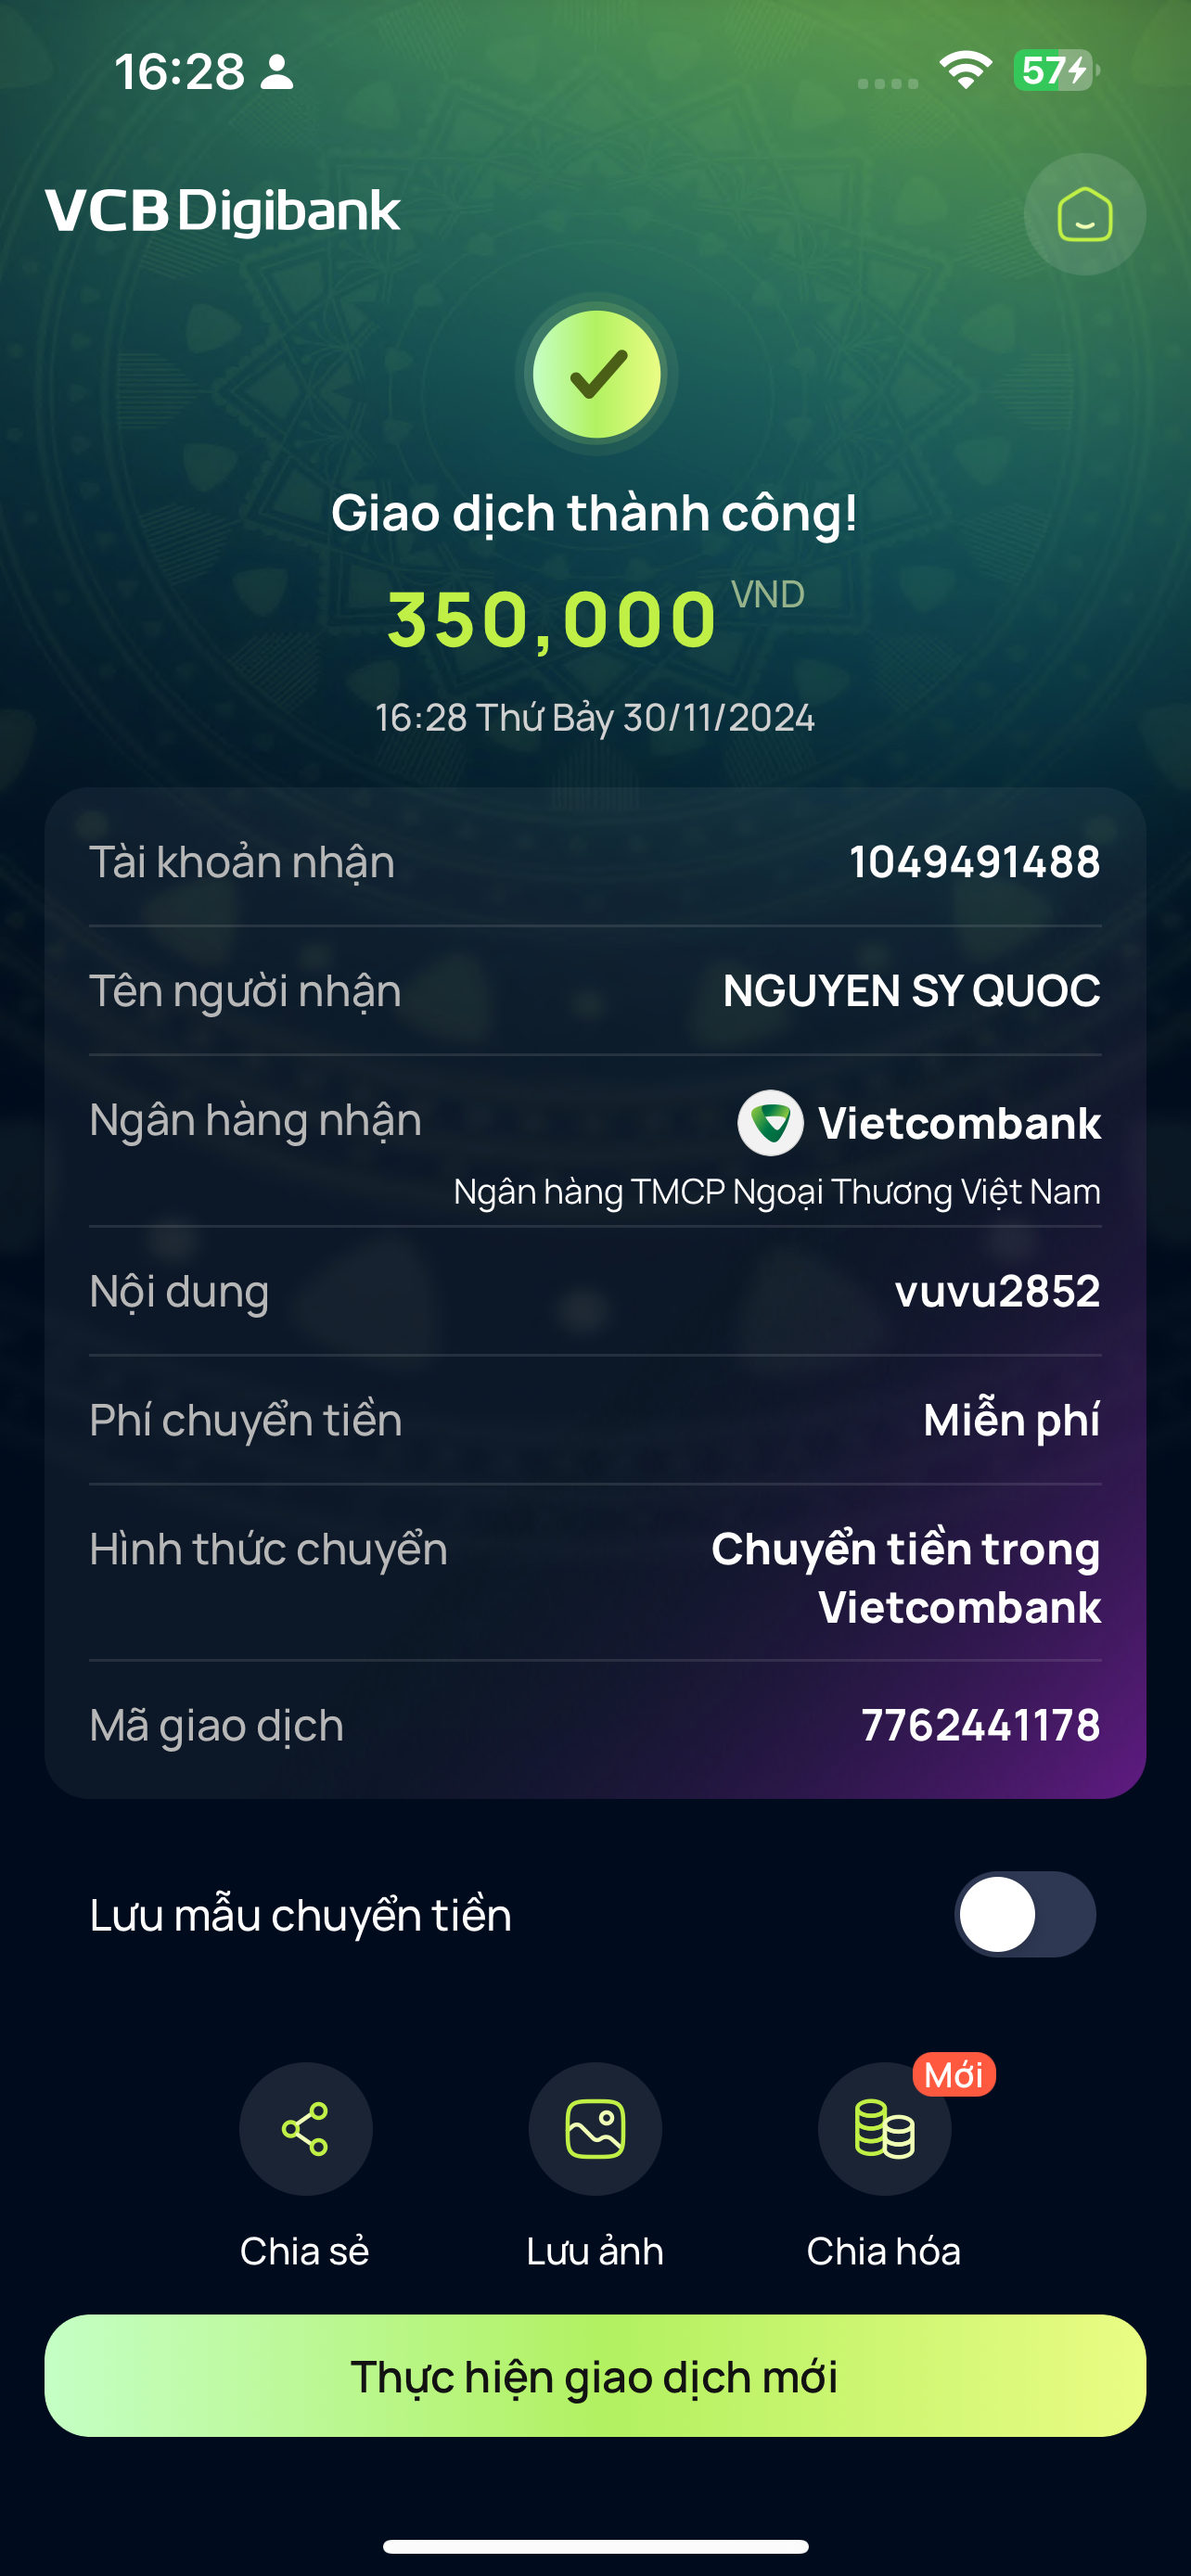 16:28
57
VCB Digibank
Giao dịch thành công!
350,000 VND
16:28 Thứ Bảy 30/11/2024
Tài khoản nhận 1049491488
Tên người nhận NGUYEN SY QUOC
Ngân hàng nhận Vietcombank
Ngân hàng TMCP Ngoại Thương Việt Nam
Nội dung vuvu2852
Phí chuyển tiền Miễn phí
Hình thức chuyển Chuyển tiền trong
Vietcombank
Mã giao dịch 7762441178
Lưu mẫu chuyển tiền
Mới
Chia sẻ Lưu ảnh Chia hóa
Thực hiện giao dịch mới